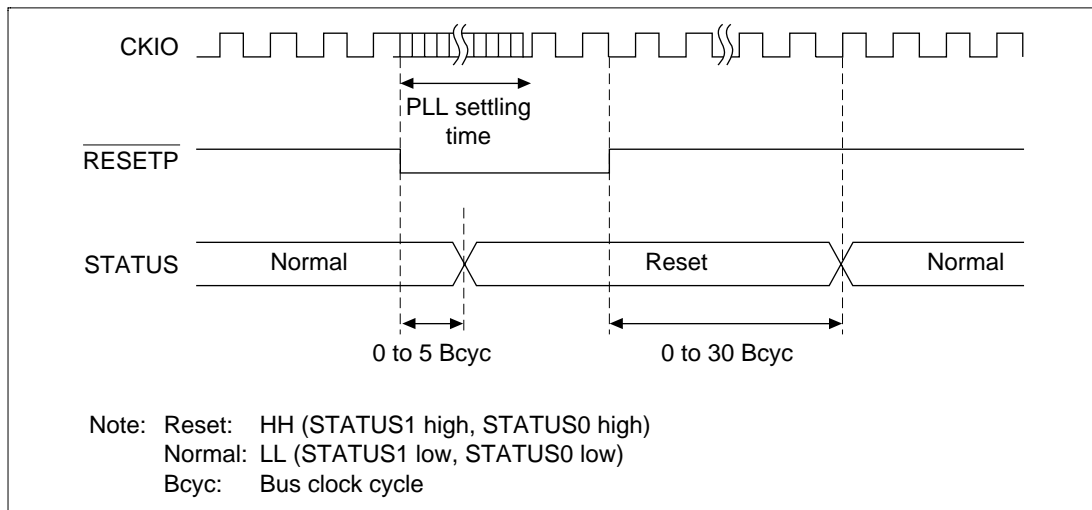 CKIO
PLL settling
time
RESETP
STATUS Normal Reset Normal
0 to 5 Bcyc 0 to 30 Bcyc
Note: Reset: HH (STATUS1 high, STATUS0 high)
Normal: LL (STATUS1 low, STATUS0 low)
Bcyc: Bus clock cycle